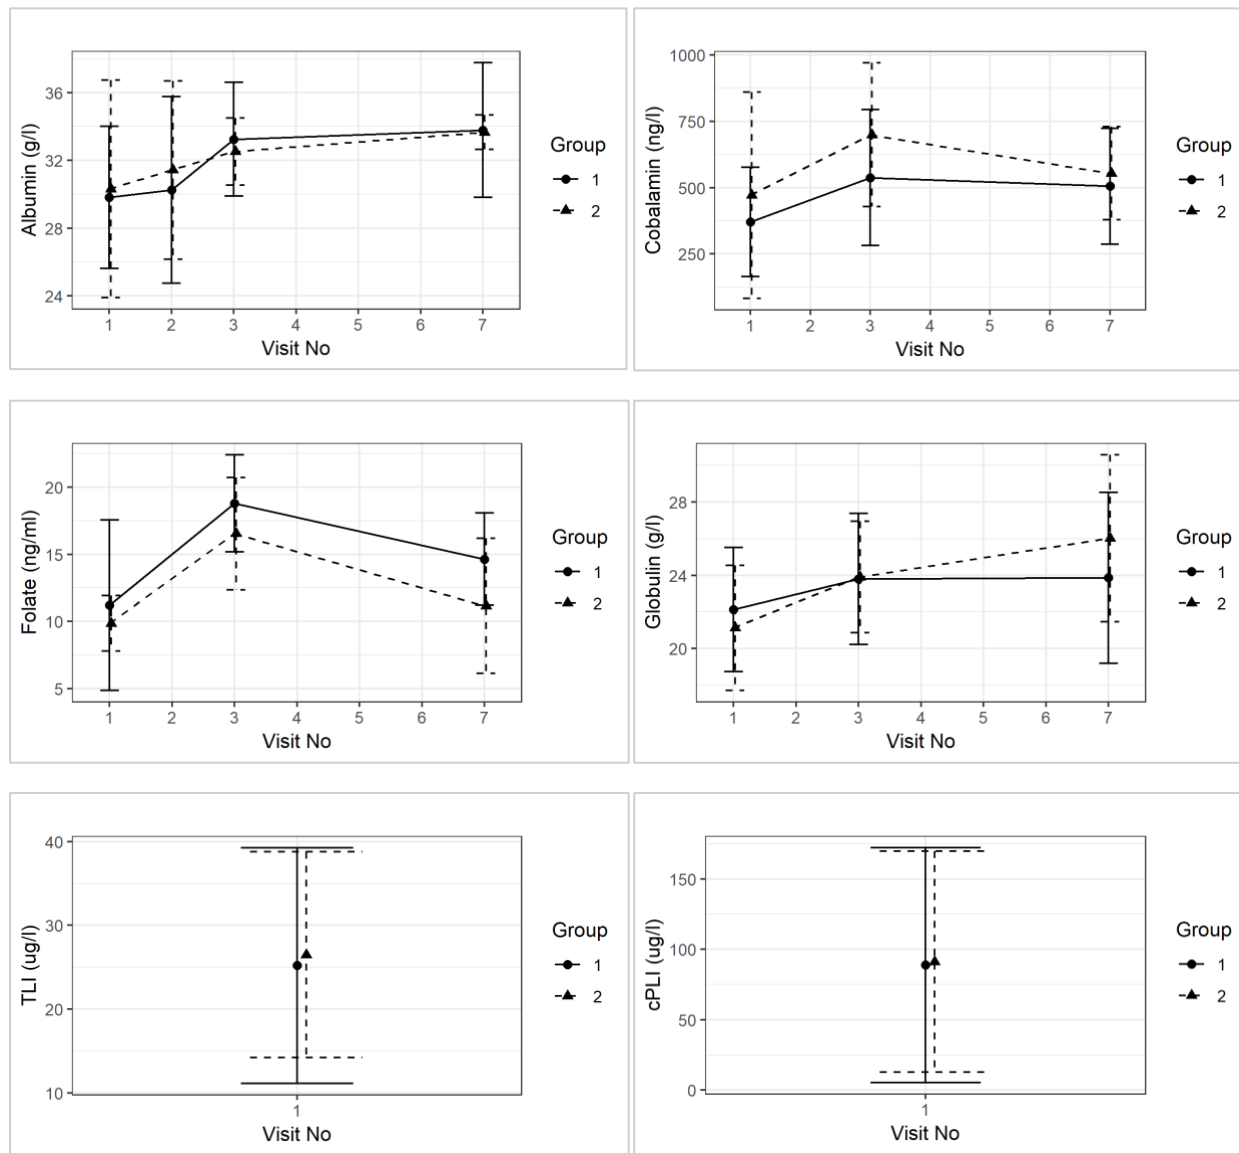 Albumin (g/l)
36
32
28
24
1 2 3 4 5 6 7
Visit No
Group
1
2
Cobalamin (ng/l)
1000
750
500
250
1 2 3 4 5 6 7
Visit No
Group
1
2
Folate (ng/ml)
20
15
10
5
1 2 3 4 5 6 7
Visit No
Group
1
2
Globulin (g/l)
28
24
20
1 2 3 4 5 6 7
Visit No
Group
1
2
TLI (ug/l)
40
30
20
10
1
Visit No
Group
1
2
cPLI (ug/l)
150
100
50
0
1
Visit No
Group
1
2